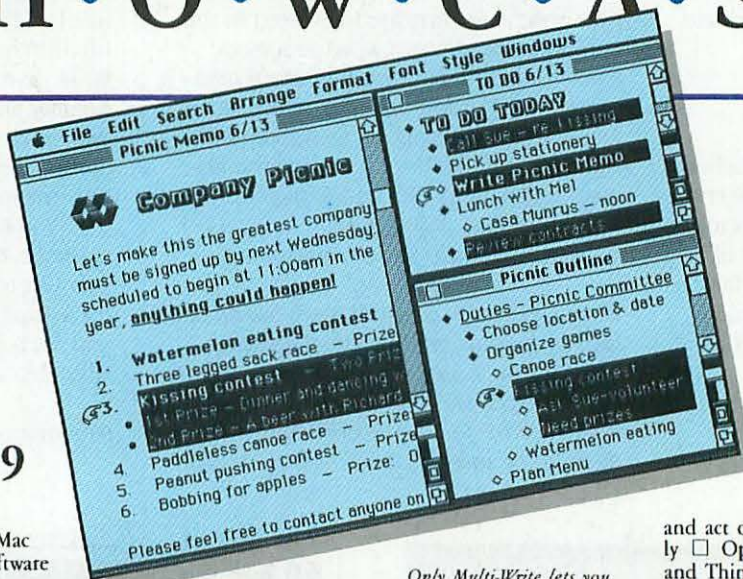 O·W·C·A·S
File Edit Search Arrange Format Font Style Windows
Picnic Memo 6/13
Company Picnic
Let's make this the greatest company
must be signed up by next Wednesday.
scheduled to begin at 11:00am in the
year, anything could happen!
1. Watermelon eating contest
2. Three legged sack race – Prize
3. Kissing contest – Two Priz
• 1st Prize – Dinner and dancing
• 2nd Prize – A beer with Richard
4. Paddleless canoe race – Prize
5. Peanut pushing contest – Prize
6. Bobbing for apples – Prize: D
Please feel free to contact anyone on
TO DO 6/13
TO DO TODAY
Call Sue – re kissing
Pick up stationery
Write Picnic Memo
Lunch with Mel
Casa Munrus – noon
Review contracts
Picnic Outline
Duties – Picnic Committee
Choose location & date
Organize games
Canoe race
Kissing contest
Ask Sue-volunteer
Need prizes
Watermelon eating
Plan Menu
9
Mac
ftware
Only Multi-Write lets you
and act o
ly □ Op
and Thin